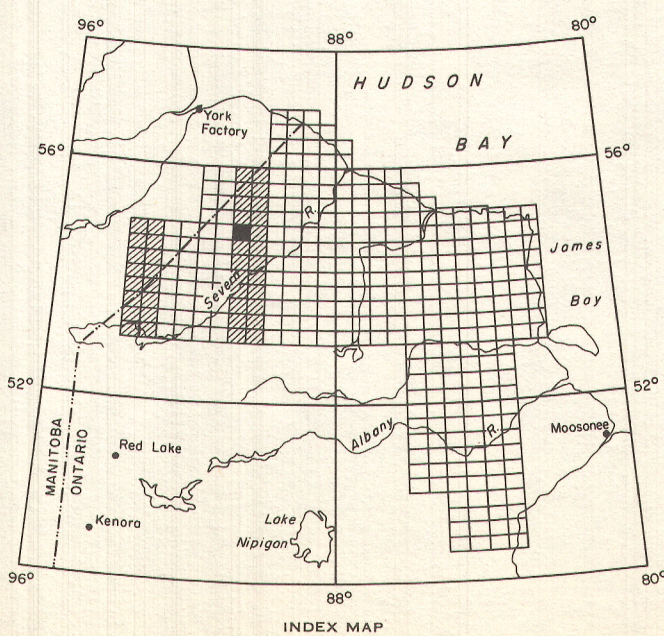 96°
88°
80°
HUDSON
BAY
York
Factory
56°
56°
R.
Severn
James
Bay
52°
52°
MANITOBA
ONTARIO
Red Lake
Albany
R.
Moosonee
Kenora
Lake
Nipigon
96°
88°
80°
INDEX MAP